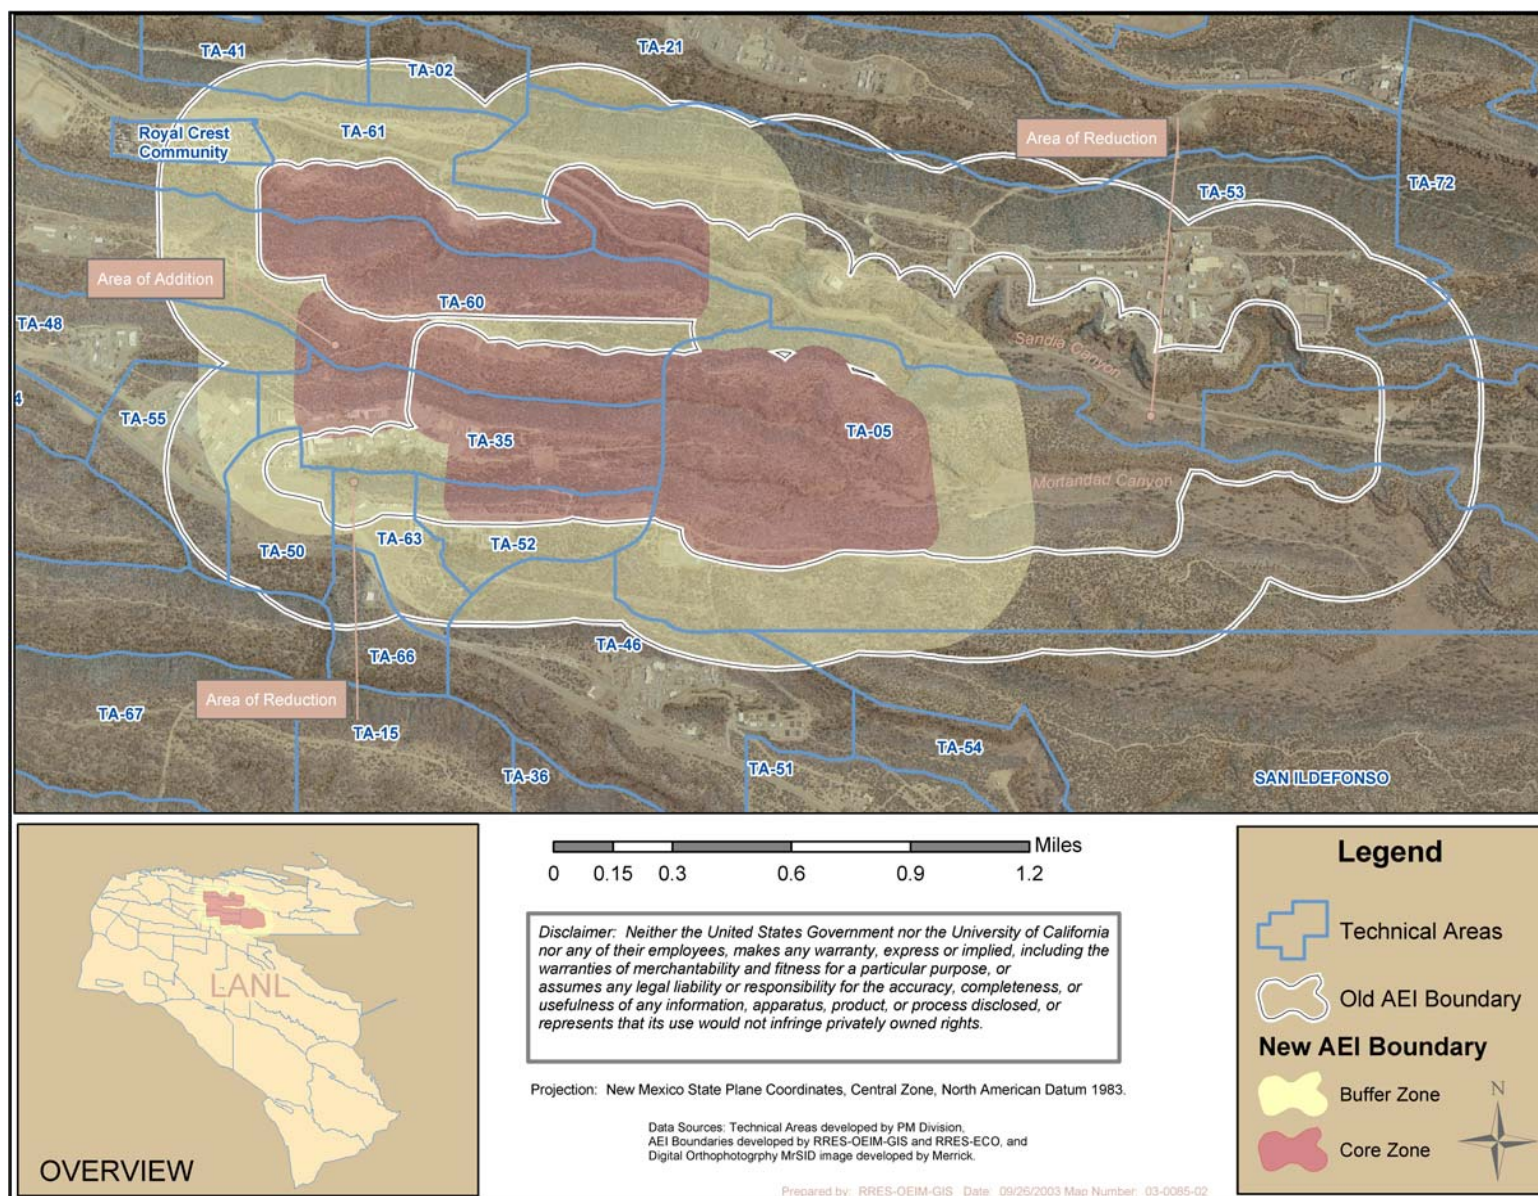 TA-41
TA-02
TA-21
Royal Crest
Community
TA-61
Area of Reduction
TA-53
TA-72
Area of Addition
TA-60
TA-48
Sandia Canyon
4
TA-55
TA-35
TA-05
Mortandad Canyon
TA-50
TA-63
TA-52
TA-46
TA-66
Area of Reduction
TA-67
TA-15
TA-36
TA-51
TA-54
SAN ILDEFONSO
LANL
OVERVIEW
Miles
0 0.15 0.3 0.6 0.9 1.2
Disclaimer: Neither the United States Government nor the University of California
nor any of their employees, makes any warranty, express or implied, including the
warranties of merchantability and fitness for a particular purpose, or
assumes any legal liability or responsibility for the accuracy, completeness, or
usefulness of any information, apparatus, product, or process disclosed, or
represents that its use would not infringe privately owned rights.
Projection: New Mexico State Plane Coordinates, Central Zone, North American Datum 1983.
Data Sources: Technical Areas developed by PM Division,
AEI Boundaries developed by RRES-OEIM-GIS and RRES-ECO, and
Digital Orthophotogrphy MrSID image developed by Merrick.
Prepared by: RRES-OEIM-GIS Date: 09/26/2003 Map Number: 03-0085-02
Legend
Technical Areas
Old AEI Boundary
New AEI Boundary
Buffer Zone
Core Zone
N